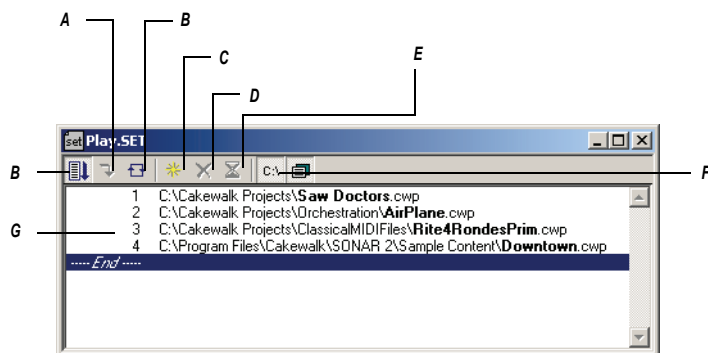 A
B
C
D
E
set Play.SET
B
C:\
F
1 C:\Cakewalk Projects\Saw Doctors.cwp
2 C:\Cakewalk Projects\Orchestration\AirPlane.cwp
G
3 C:\Cakewalk Projects\ClassicalMIDIFiles\Rite4RondesPrim.cwp
4 C:\Program Files\Cakewalk\SONAR 2\Sample Content\Downtown.cwp
----- End -----